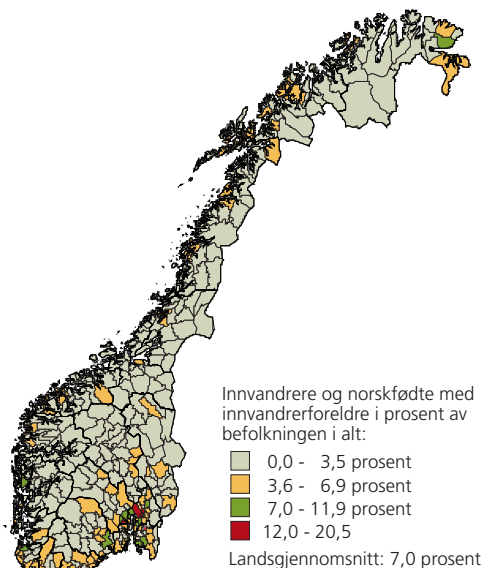 Innvandrere og norskfødte med
innvandrerforeldre i prosent av
befolkningen i alt:
0,0 - 3,5 prosent
3,6 - 6,9 prosent
7,0 - 11,9 prosent
12,0 - 20,5
Landsgjennomsnitt: 7,0 prosent